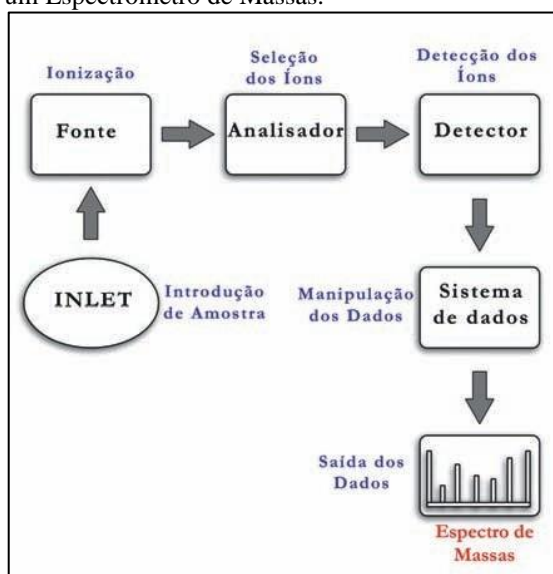 um Espectrômetro de Massas.
Ionização
Seleção
dos Íons
Detecção dos
Íons
Fonte
Analisador
Detector
INLET
Introdução
de Amostra
Manipulação
dos Dados
Sistema
de dados
Saída dos
Dados
Espectro de
Massas